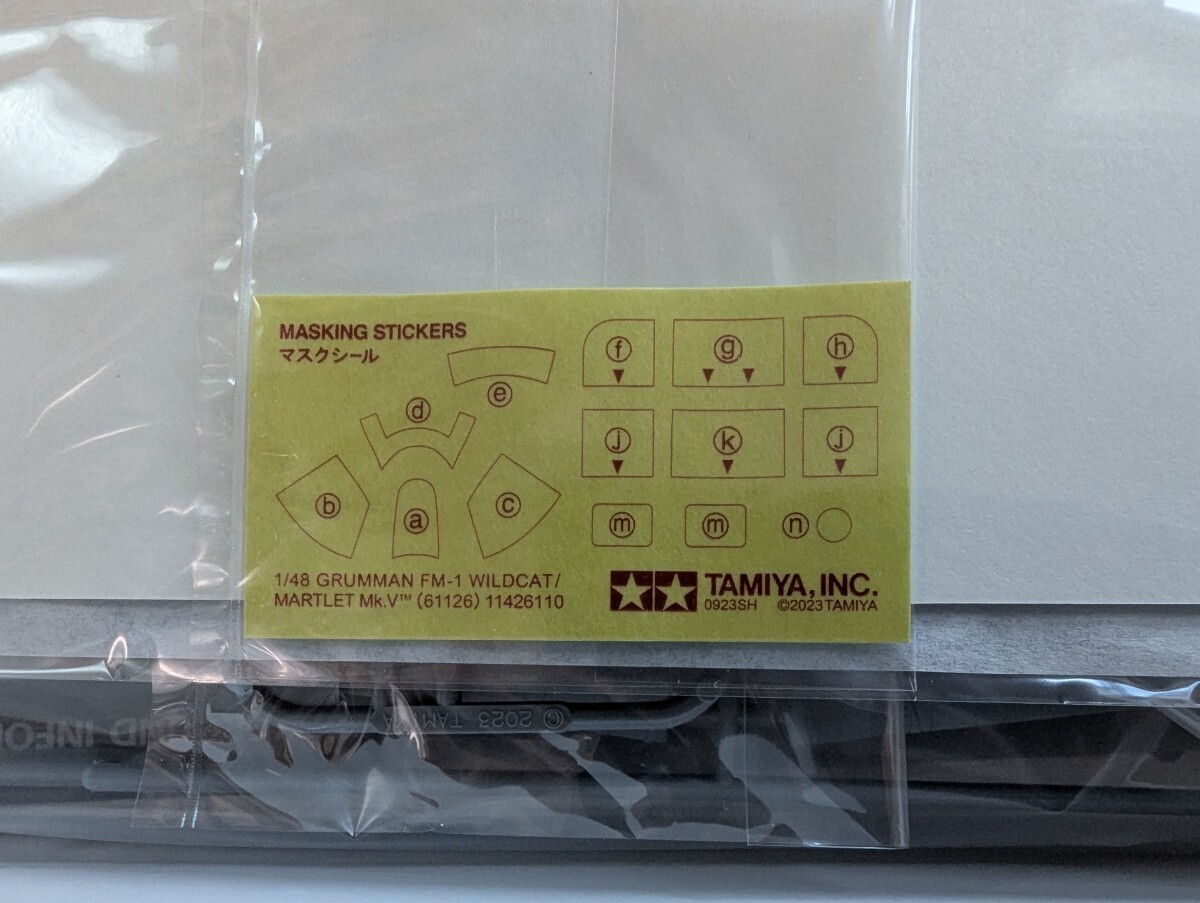 MASKING STICKERS
マスクシール
f
g
h
e
d
j
k
j
b
a
c
m
m
n
1/48 GRUMMAN FM-1 WILDCAT/
MARTLET Mk.V™ (61126) 11426110
TAMIYA, INC.
0923SH ©2023 TAMIYA
© 2023 TAMIYA